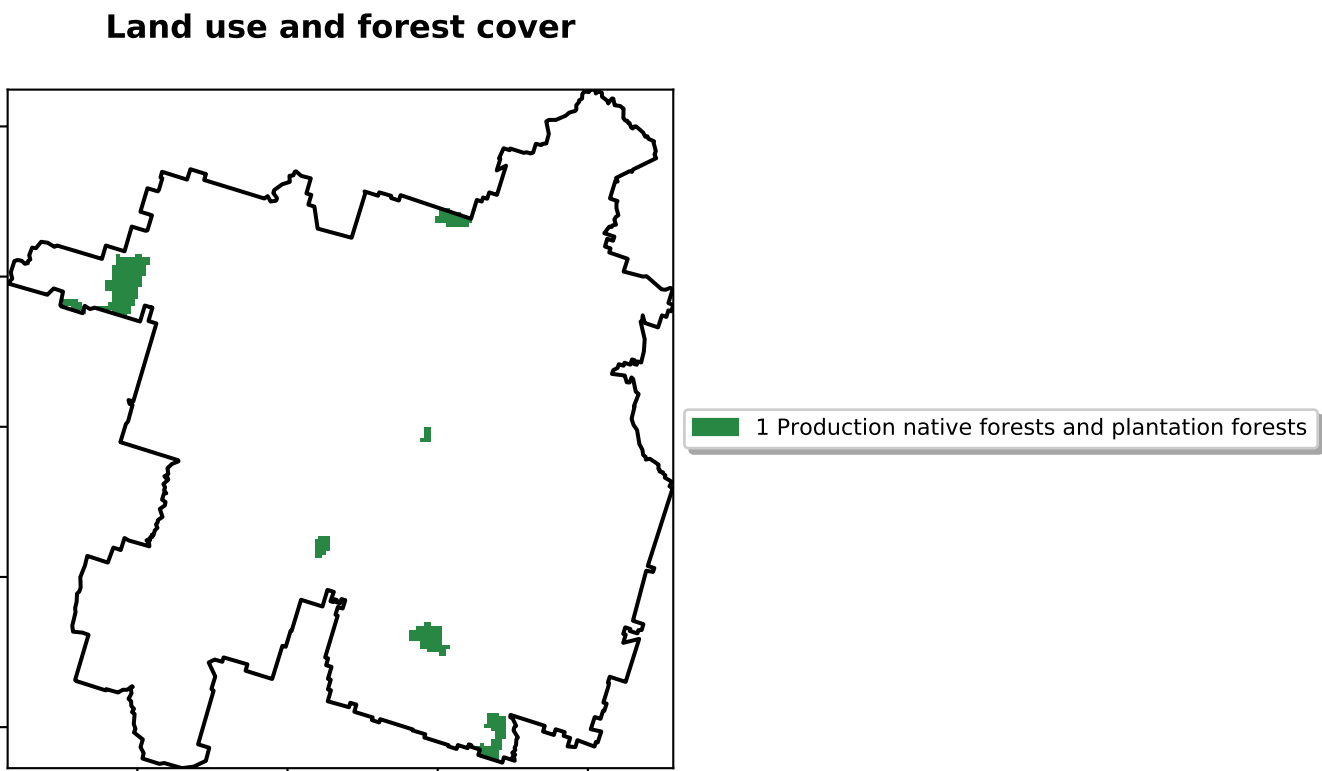 Land use and forest cover
1 Production native forests and plantation forests